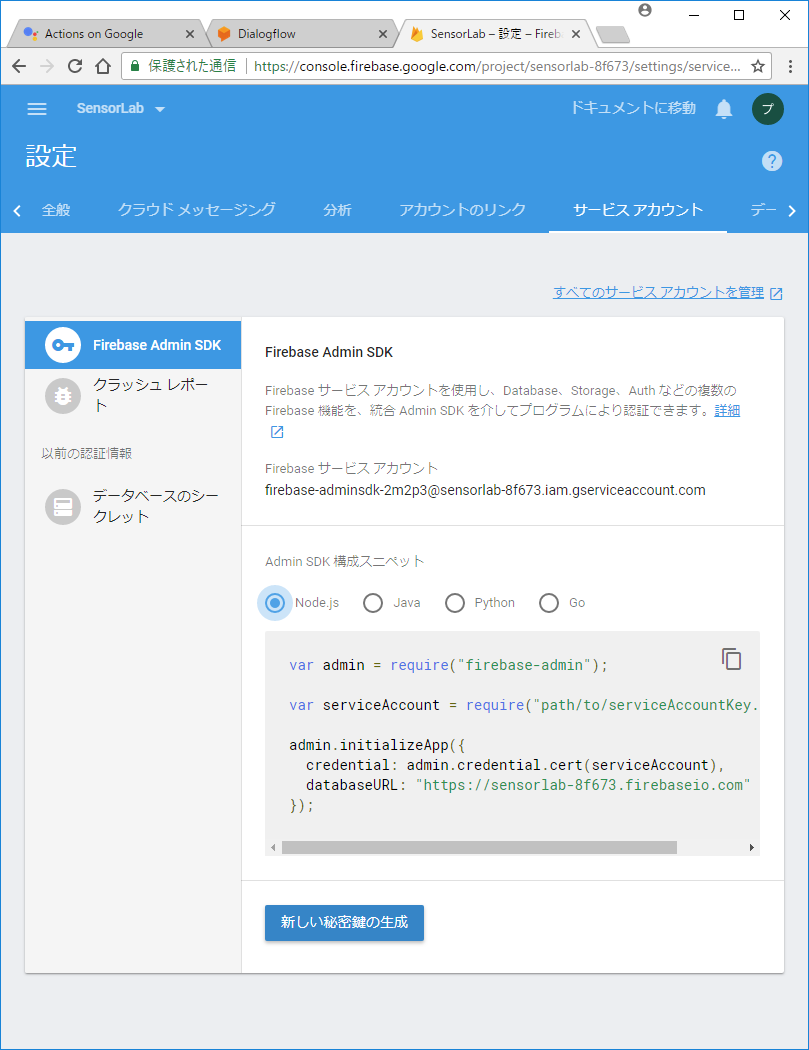 Actions on Google
Dialogflow
SensorLab – 設定 – Fireb
保護された通信
https://console.firebase.google.com/project/sensorlab-8f673/settings/service...
SensorLab
ドキュメントに移動
プ
設定
全般
クラウド メッセージング
分析
アカウントのリンク
サービス アカウント
デー
すべてのサービス アカウントを管理
Firebase Admin SDK
クラッシュ レポー
ト
以前の認証情報
データベースのシー
クレット
Firebase Admin SDK
Firebase サービス アカウントを使用し、Database、Storage、Auth などの複数の
Firebase 機能を、統合 Admin SDK を介してプログラムにより認証できます。詳細
Firebase サービス アカウント
firebase-adminsdk-2m2p3@sensorlab-8f673.iam.gserviceaccount.com
Admin SDK 構成スニペット
Node.js
Java
Python
Go
var admin = require("firebase-admin");
var serviceAccount = require("path/to/serviceAccountKey.
admin.initializeApp({
credential: admin.credential.cert(serviceAccount),
databaseURL: "https://sensorlab-8f673.firebaseio.com"
});
新しい秘密鍵の生成